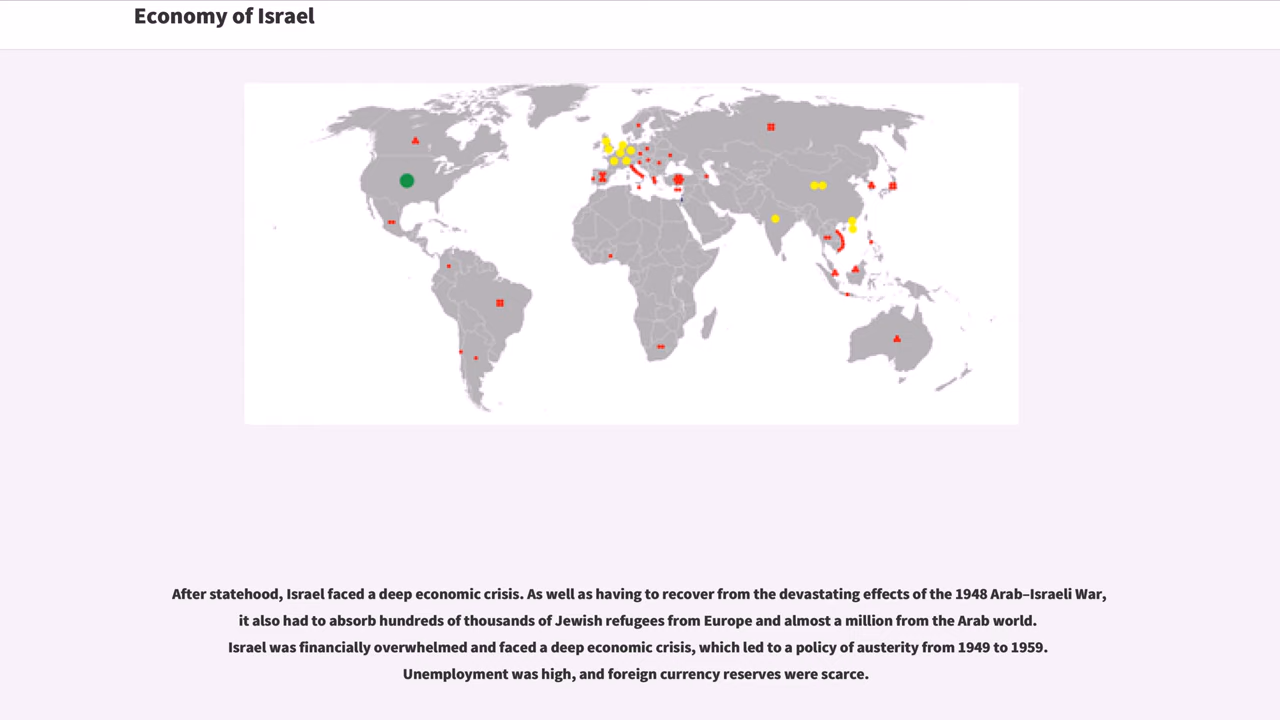 Economy of Israel
After statehood, Israel faced a deep economic crisis. As well as having to recover from the devastating effects of the 1948 Arab–Israeli War,
it also had to absorb hundreds of thousands of Jewish refugees from Europe and almost a million from the Arab world.
Israel was financially overwhelmed and faced a deep economic crisis, which led to a policy of austerity from 1949 to 1959.
Unemployment was high, and foreign currency reserves were scarce.